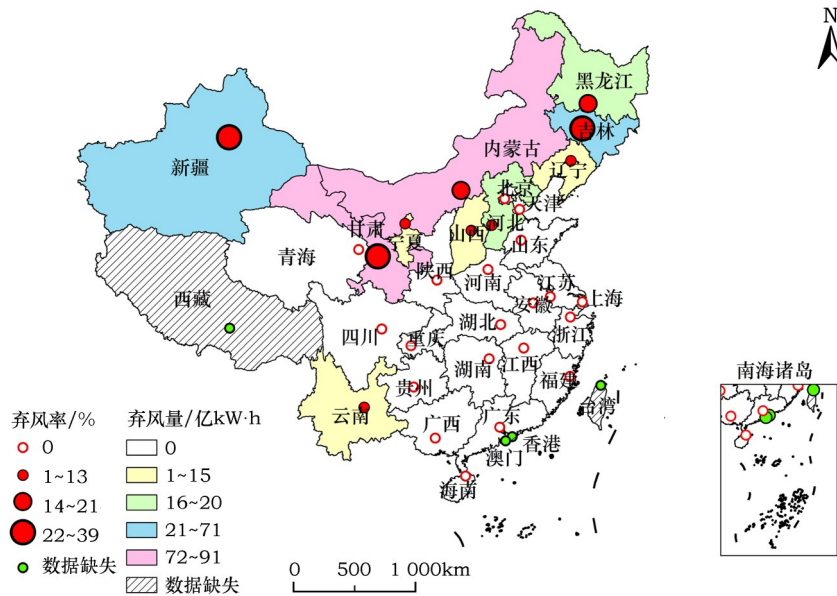 N
黑龙江
吉林
内蒙古
辽宁
新疆
北京
天津
甘肃
宁夏
山西
河北
山东
青海
陕西
河南
江苏
西藏
安徽
上海
四川
重庆
湖北
浙江
湖南
江西
贵州
福建
南海诸岛
云南
广西
广东
台湾
香港
澳门
海南
弃风率/%
0
1~13
14~21
22~39
数据缺失
弃风量/亿kW·h
0
1~15
16~20
21~71
72~91
数据缺失
0 500 1 000km